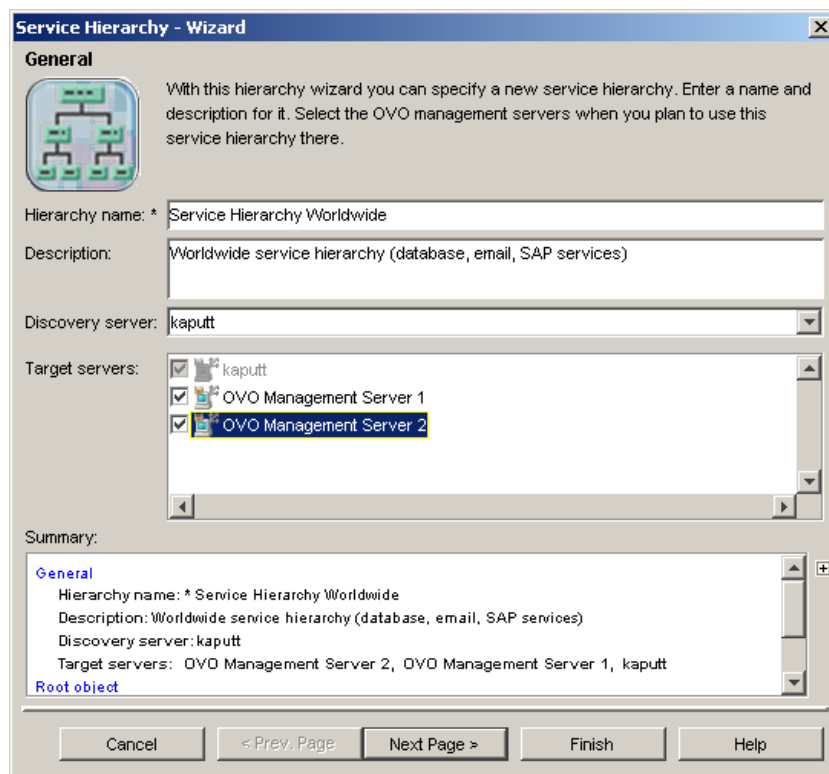 Service Hierarchy - Wizard
General
With this hierarchy wizard you can specify a new service hierarchy. Enter a name and
description for it. Select the OVO management servers when you plan to use this
service hierarchy there.
Hierarchy name: * Service Hierarchy Worldwide
Description: Worldwide service hierarchy (database, email, SAP services)
Discovery server: kaputt
Target servers: kaputt
OVO Management Server 1
OVO Management Server 2
Summary:
General
Hierarchy name: * Service Hierarchy Worldwide
Description: Worldwide service hierarchy (database, email, SAP services)
Discovery server: kaputt
Target servers: OVO Management Server 2, OVO Management Server 1, kaputt
Root object
Cancel < Prev. Page Next Page > Finish Help